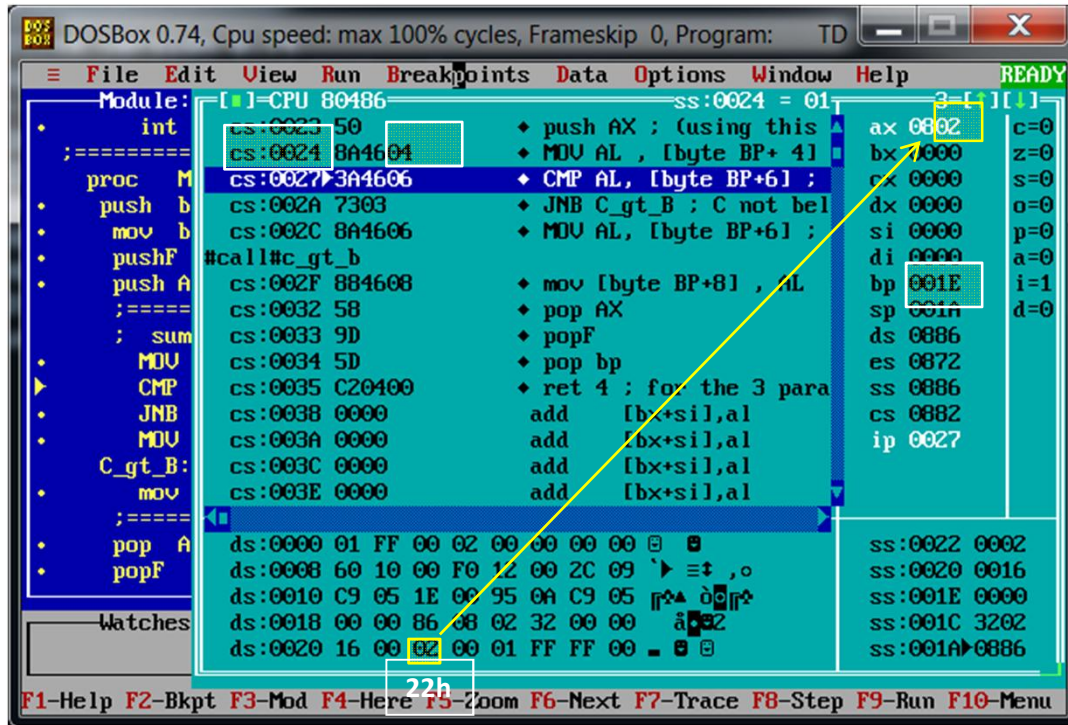 DOSBox 0.74, Cpu speed: max 100% cycles, Frameskip 0, Program: TD
≡ File Edit View Run Breakpoints Data Options Window Help READY
Module: [■]=CPU 80486 ss:0024 = 01 3=[↑][↓]
int cs:0023 50 push AX ; (using this ax 0802 c=0
;========= cs:0024 8A4604 MOV AL , [byte BP+ 4] bx 0000 z=0
proc M cs:0027▶3A4606 CMP AL, [byte BP+6] ; cx 0000 s=0
push b cs:002A 7303 JNB C_gt_B ; C not bel dx 0000 o=0
mov b cs:002C 8A4606 MOV AL, [byte BP+6] ; si 0000 p=0
pushF #call#c_gt_b di 0000 a=0
push A cs:002F 884608 mov [byte BP+8] , AL bp 001E i=1
;===== cs:0032 58 pop AX sp 001A d=0
; sum cs:0033 9D popF ds 0886
MOV cs:0034 5D pop bp es 0872
CMP cs:0035 C20400 ret 4 ; for the 3 para ss 0886
JNB cs:0038 0000 add [bx+si],al cs 0882
MOV cs:003A 0000 add [bx+si],al ip 0027
C_gt_B: cs:003C 0000 add [bx+si],al
mov cs:003E 0000 add [bx+si],al
;=====
pop A ds:0000 01 FF 00 02 00 00 00 00 ss:0022 0002
popF ds:0008 60 10 00 F0 12 00 2C 09 `► ≡↕ ,○ ss:0020 0016
ds:0010 C9 05 1E 00 95 0A C9 05 ss:001E 0000
Watches ds:0018 00 00 86 08 02 32 00 00 ss:001C 3202
ds:0020 16 00 02 00 01 FF FF 00 ss:001A▶0886
22h
F1-Help F2-Bkpt F3-Mod F4-Here F5-Zoom F6-Next F7-Trace F8-Step F9-Run F10-Menu